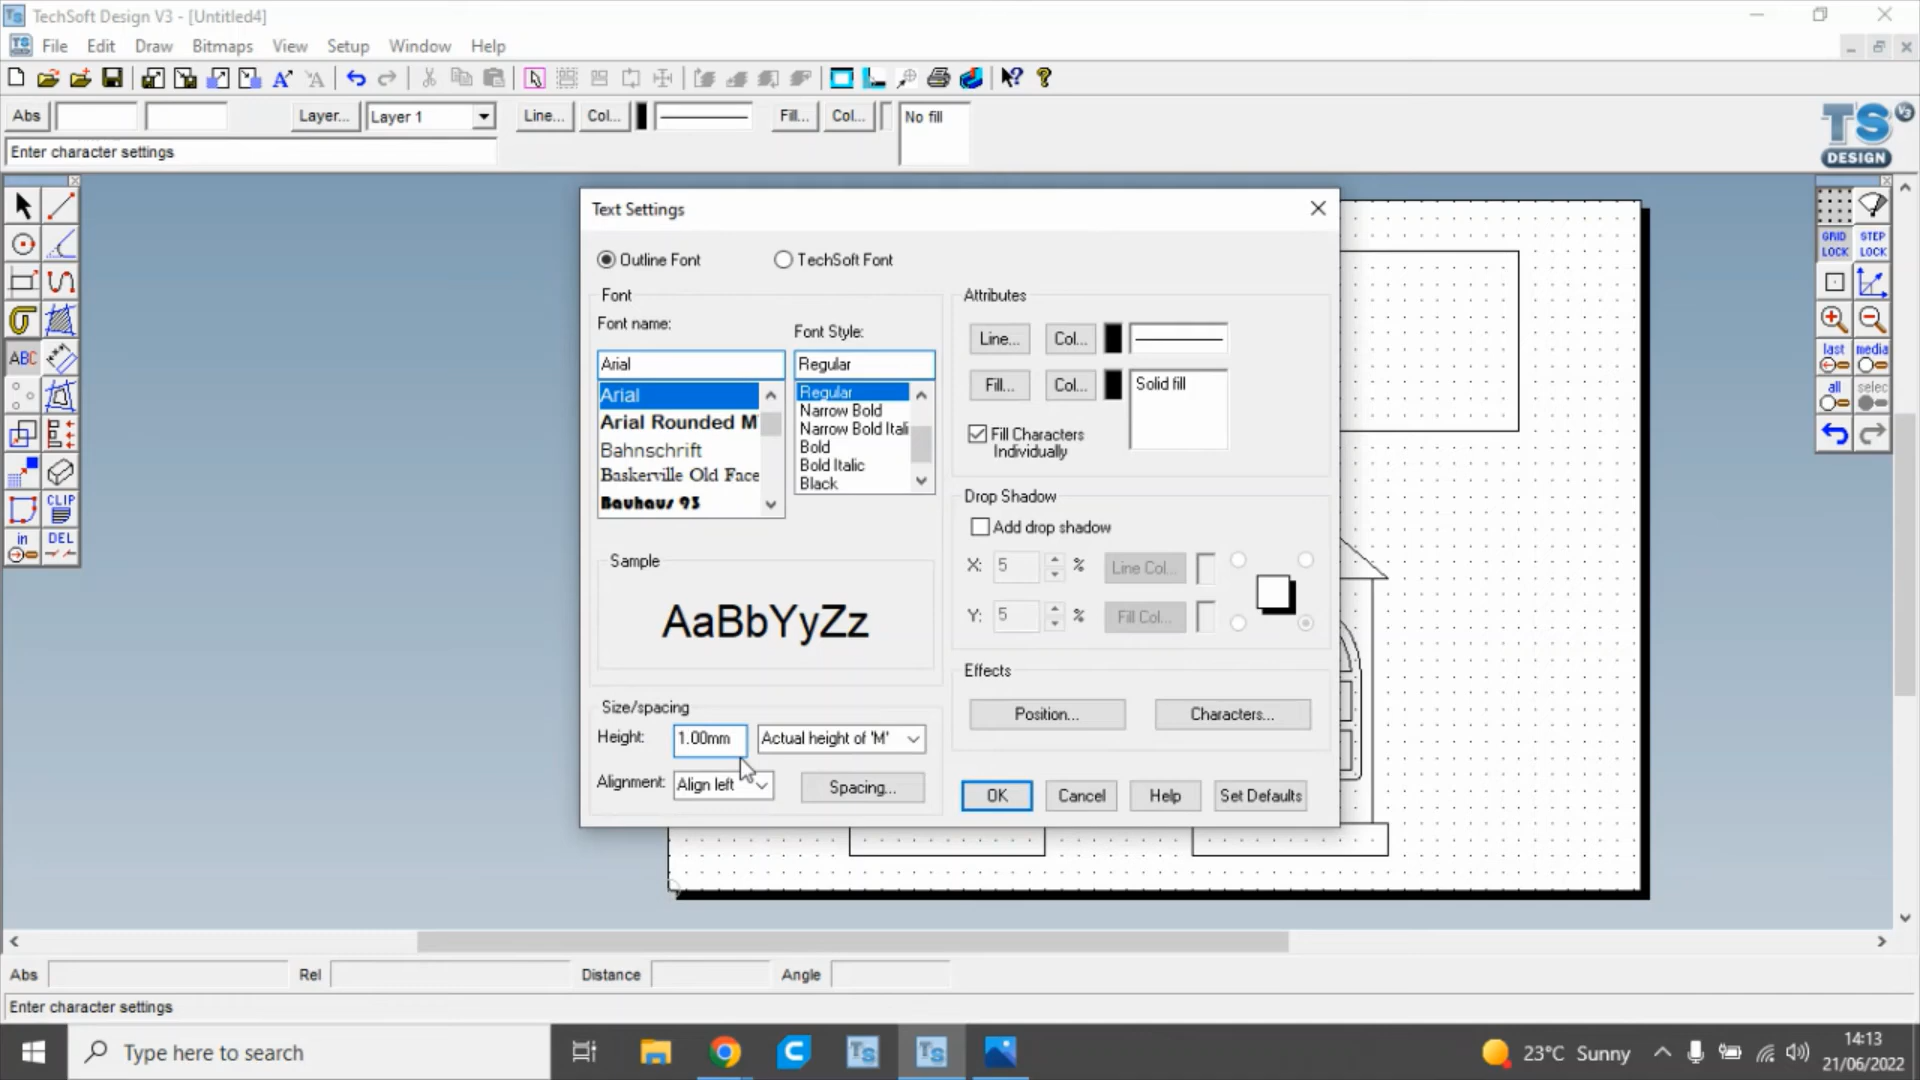 TechSoft Design V3 - [Untitled4]
File Edit Draw Bitmaps View Setup Window Help
Abs Layer... Layer 1 Line... Col... Fill... Col... No fill
Enter character settings
TS V3
DESIGN
Text Settings
Outline Font TechSoft Font
Font
Font name:
Font Style:
Arial
Regular
Arial
Arial Rounded M
Bahnschrift
Baskerville Old Face
Bauhaus 93
Regular
Narrow Bold
Narrow Bold Itali
Bold
Bold Italic
Black
Sample
AaBbYyZz
Size/spacing
Height: 1.00mm Actual height of 'M'
Alignment: Align left Spacing...
Attributes
Line... Col...
Fill... Col... Solid fill
Fill Characters
Individually
Drop Shadow
Add drop shadow
X: 5 % Line Col...
Y: 5 % Fill Col...
Effects
Position... Characters...
OK Cancel Help Set Defaults
ABC
CLIP
in DEL
GRID LOCK STEP LOCK
last media
all selec
Abs Rel Distance Angle
Enter character settings
Type here to search
23°C Sunny
14:13
21/06/2022